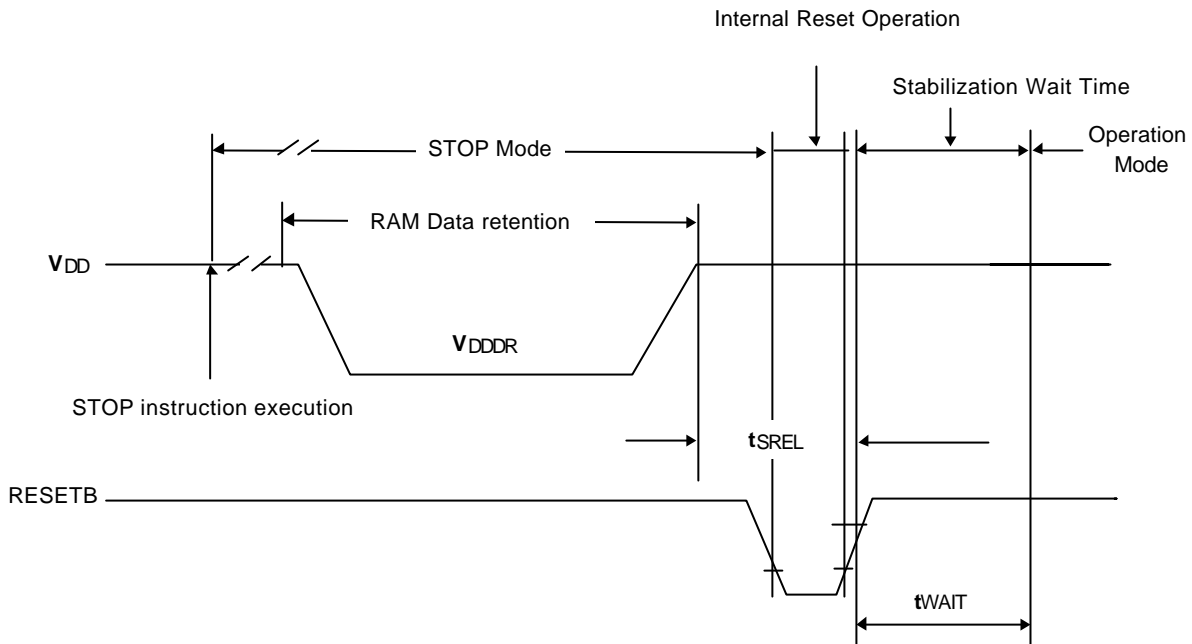 Internal Reset Operation
Stabilization Wait Time
STOP Mode
Operation
Mode
RAM Data retention
VDD
VDDDR
STOP instruction execution
tSREL
RESETB
tWAIT